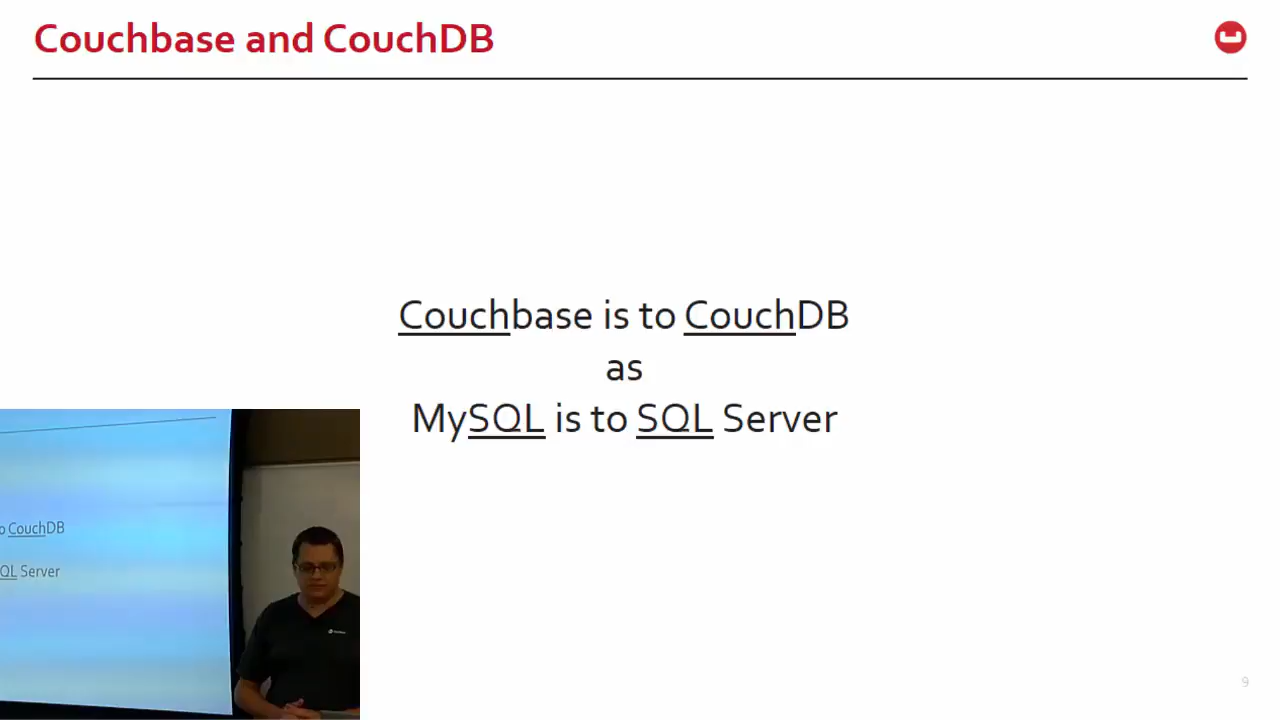 Couchbase and CouchDB
Couchbase is to CouchDB
as
MySQL is to SQL Server
o CouchDB
QL Server
9